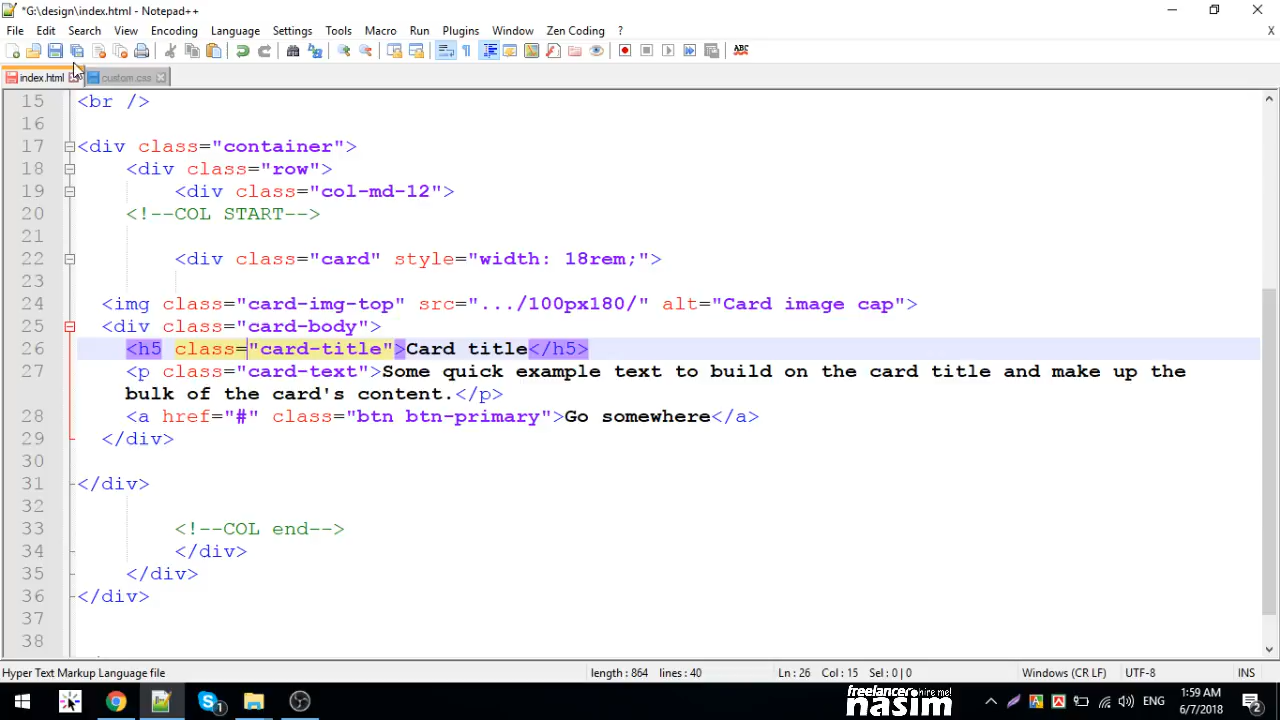 *G:\design\index.html - Notepad++
File Edit Search View Encoding Language Settings Tools Macro Run Plugins Window Zen Coding ? X
index.html custom.css
15 <br />
16
17 <div class="container">
18 <div class="row">
19 <div class="col-md-12">
20 <!--COL START-->
21
22 <div class="card" style="width: 18rem;">
23
24 <img class="card-img-top" src=".../100px180/" alt="Card image cap">
25 <div class="card-body">
26 <h5 class="card-title">Card title</h5>
27 <p class="card-text">Some quick example text to build on the card title and make up the
bulk of the card's content.</p>
28 <a href="#" class="btn btn-primary">Go somewhere</a>
29 </div>
30
31 </div>
32
33 <!--COL end-->
34 </div>
35 </div>
36 </div>
37
38
Hyper Text Markup Language file length : 864 lines : 40 Ln : 26 Col : 15 Sel : 0 | 0 Windows (CR LF) UTF-8 INS
freelancer hire me!
nasim
ENG
1:59 AM
6/7/2018